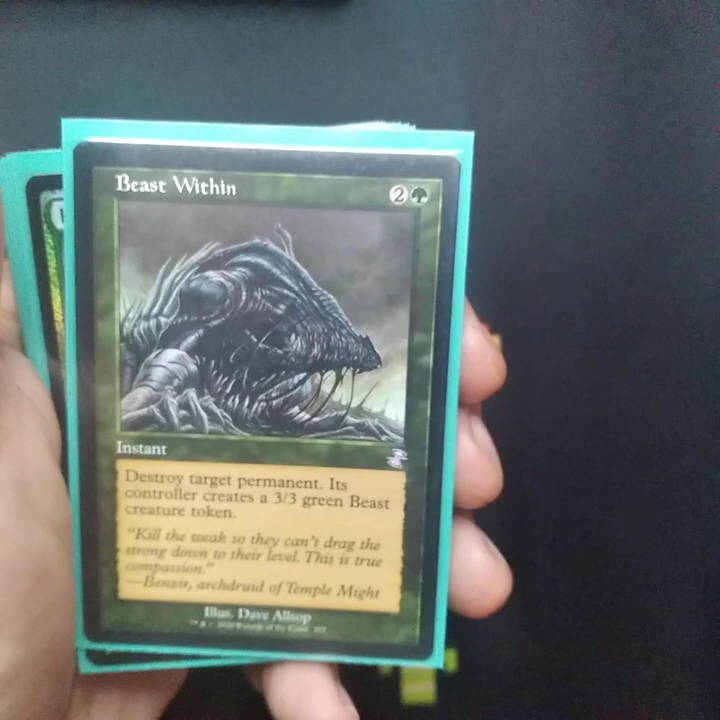 Beast Within
2
Instant
Destroy target permanent. Its
controller creates a 3/3 green Beast
creature token.
"Kill the weak so they can't drag the
strong down to their level. This is true
compassion."
—Benzir, archdruid of Temple Might
Illus. Dave Allsop